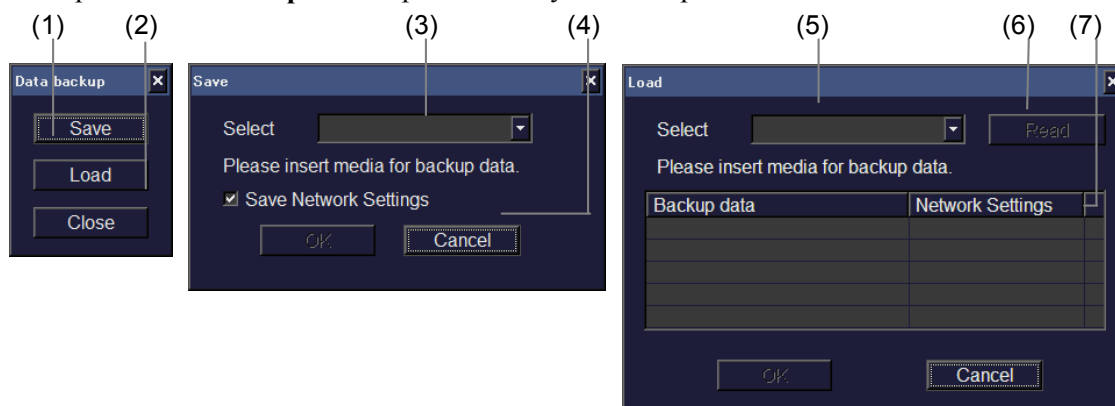 (1) (2) (3) (4) (5) (6) (7)
Data backup
Save
Load
Close
Save
Select
Please insert media for backup data.
Save Network Settings
OK Cancel
Load
Select Read
Please insert media for backup data.
Backup data Network Settings
OK Cancel